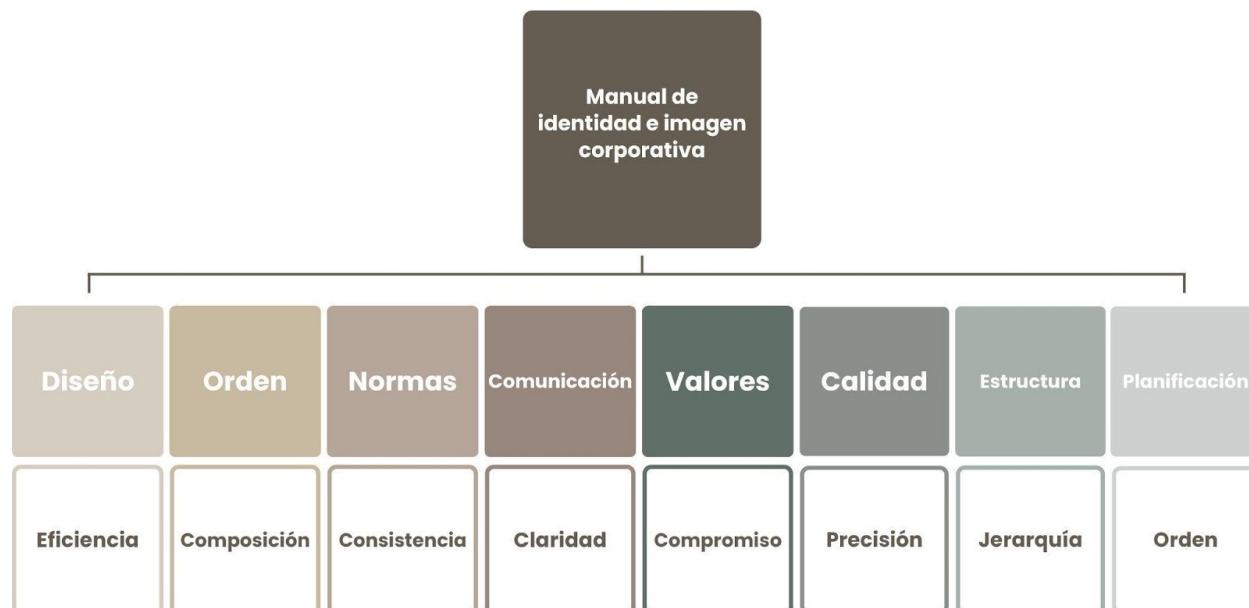 Manual de
identidad e imagen
corporativa
Diseño
Orden
Normas
Comunicación
Valores
Calidad
Estructura
Planificación
Eficiencia
Composición
Consistencia
Claridad
Compromiso
Precisión
Jerarquía
Orden